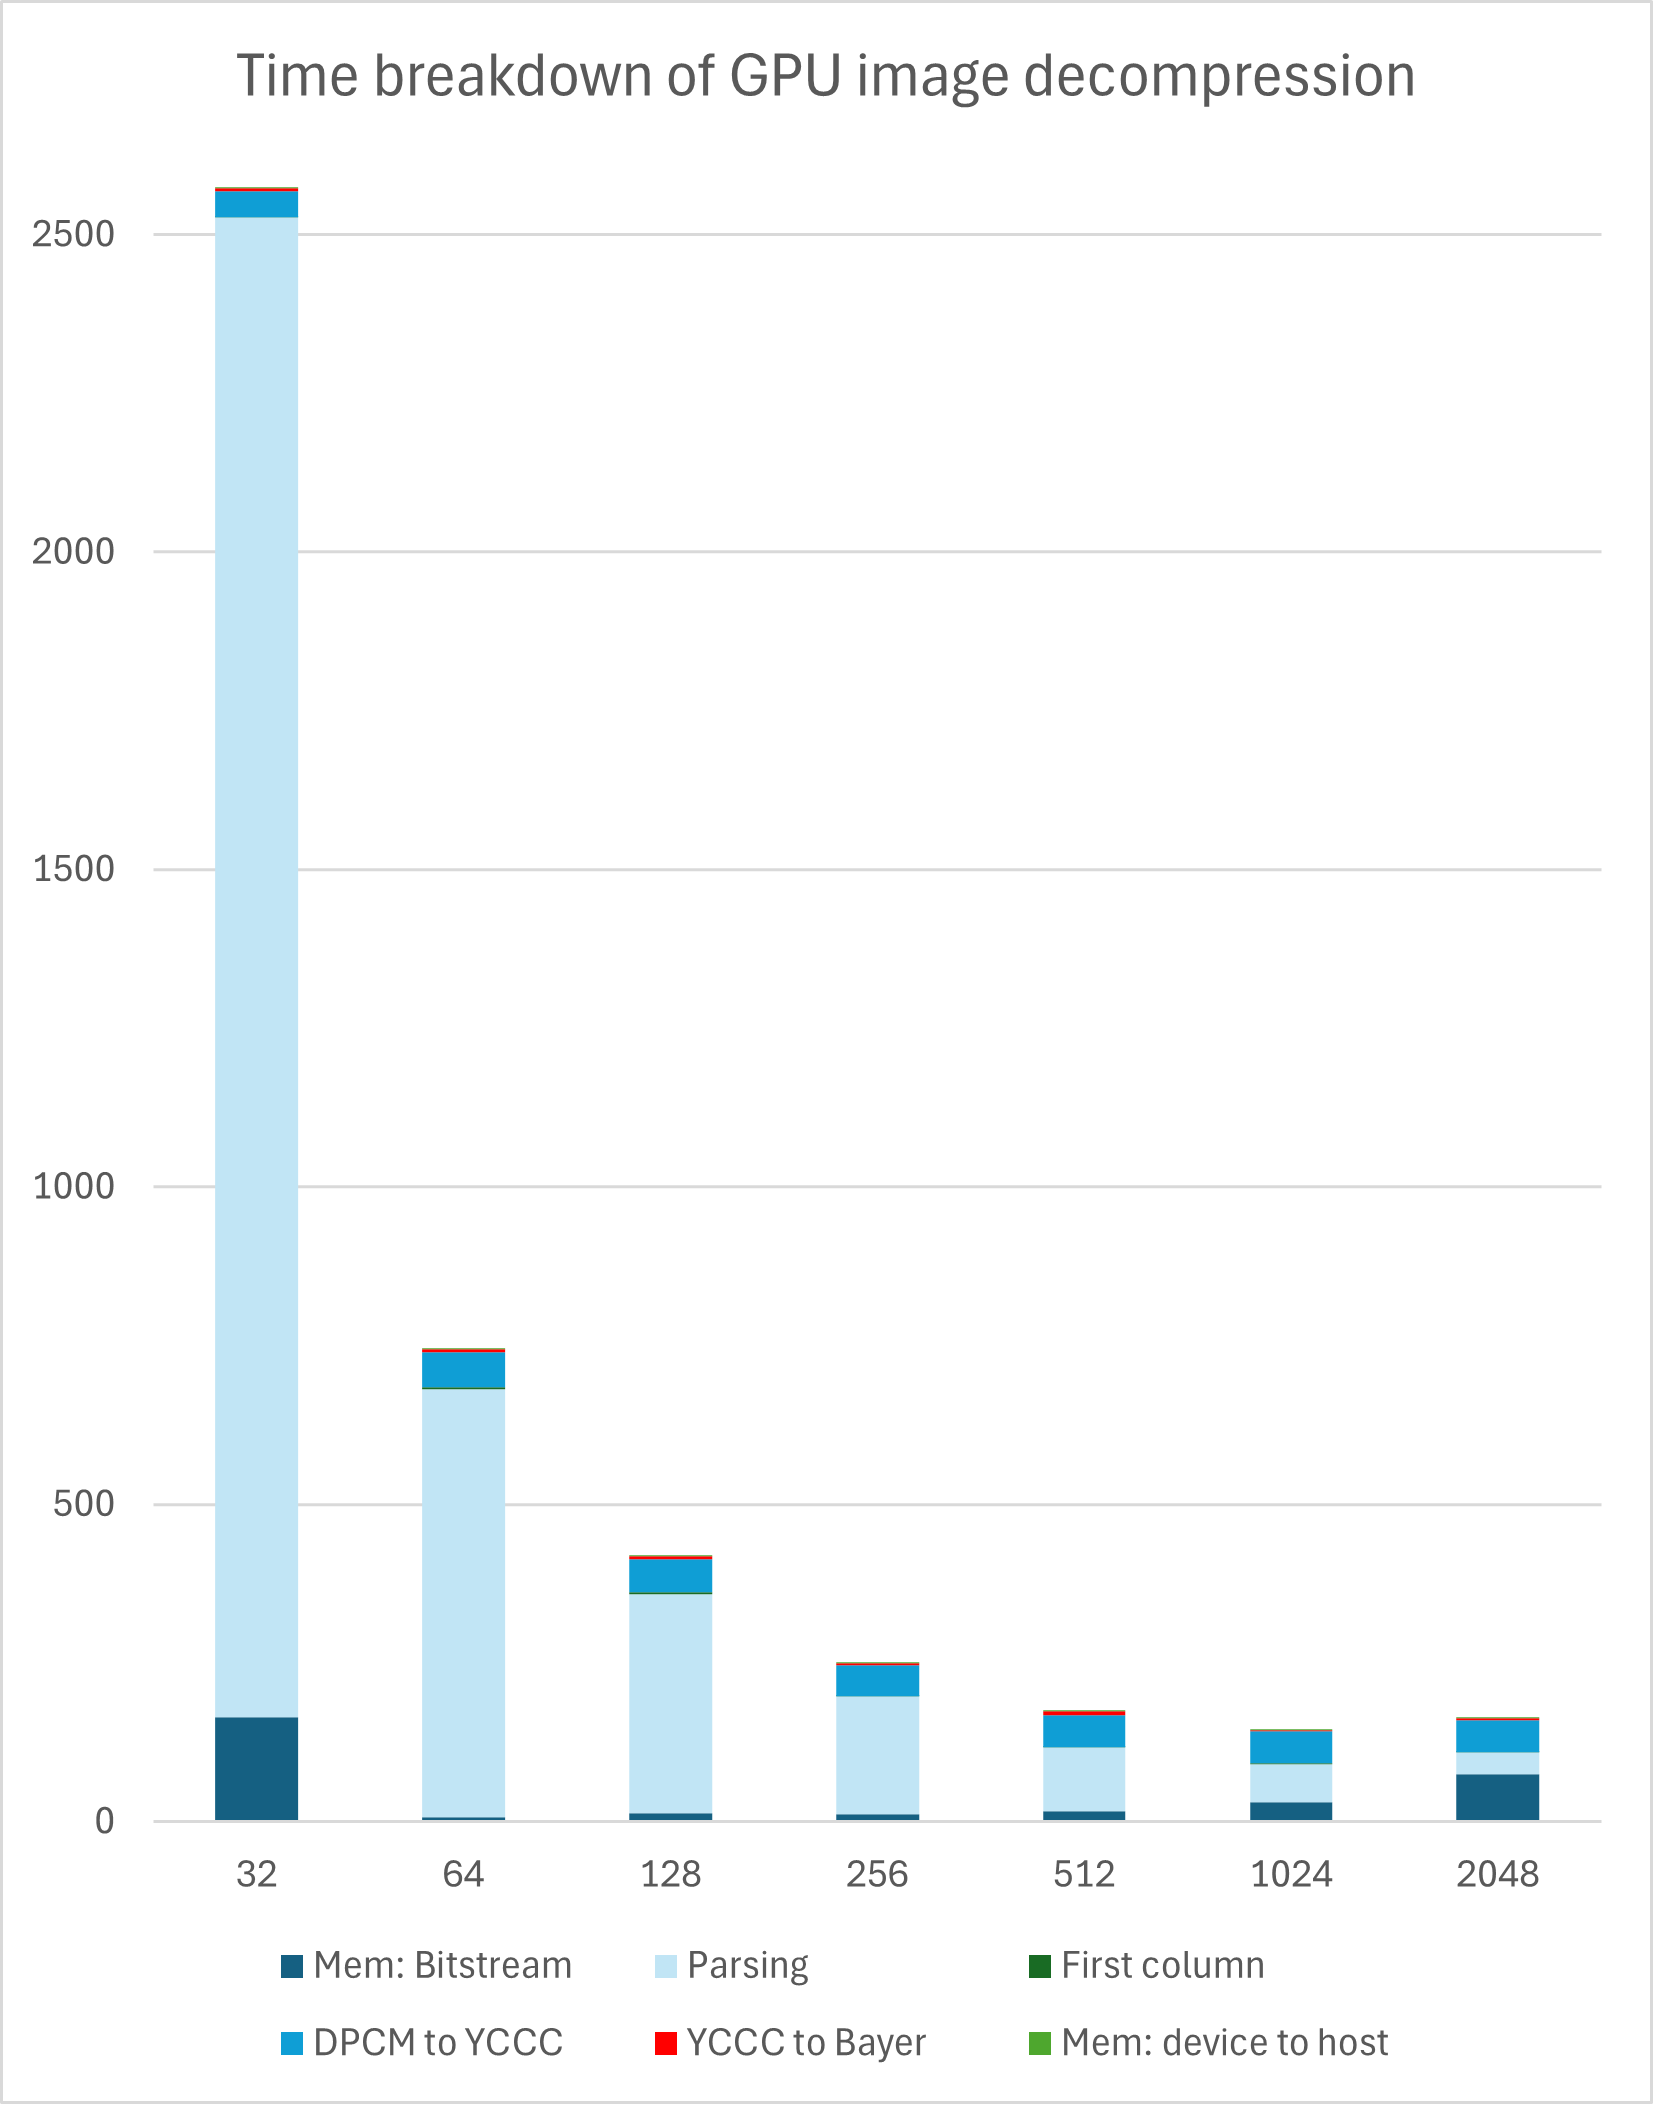 Time breakdown of GPU image decompression
2500
2000
1500
1000
500
0
32 64 128 256 512 1024 2048
Mem: Bitstream Parsing First column
DPCM to YCCC YCCC to Bayer Mem: device to host